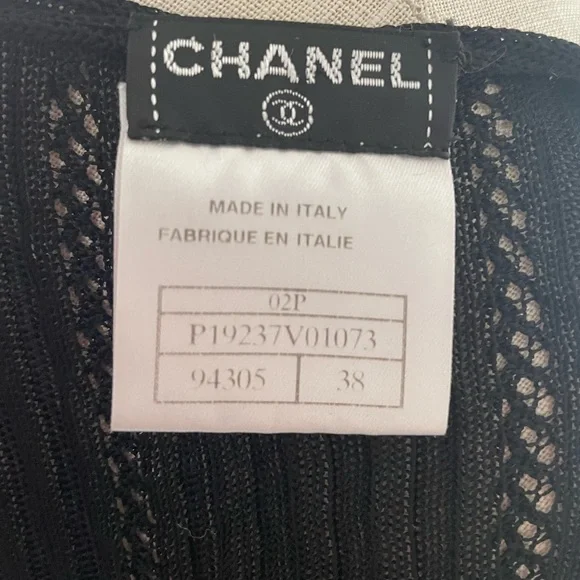 CHANEL
MADE IN ITALY
FABRIQUE EN ITALIE
02P
P19237V01073
94305 38